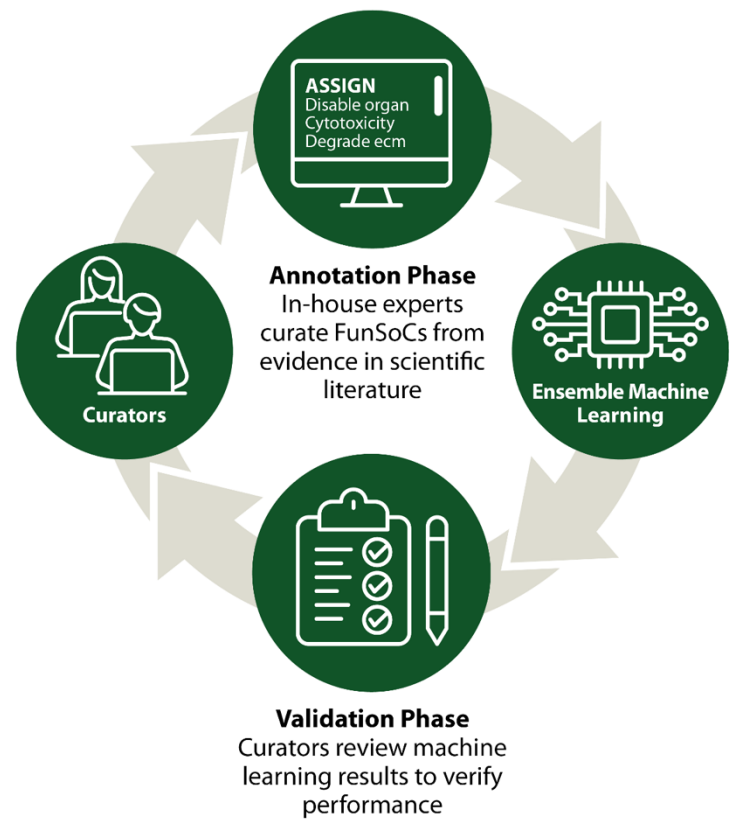 ASSIGN
Disable organ
Cytotoxicity
Degrade ecm
Annotation Phase
In-house experts
curate FunSoCs from
evidence in scientific
literature
Curators
Ensemble Machine
Learning
Validation Phase
Curators review machine
learning results to verify
performance